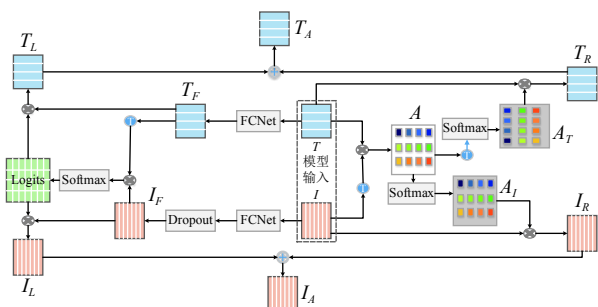 T_A
T_L
T_R
T_F
FCNet
T
模型
输入
I
A
Softmax
A_T
T
T
T
Logits
Softmax
I_F
Dropout
FCNet
Softmax
A_I
I_R
I_L
I_A